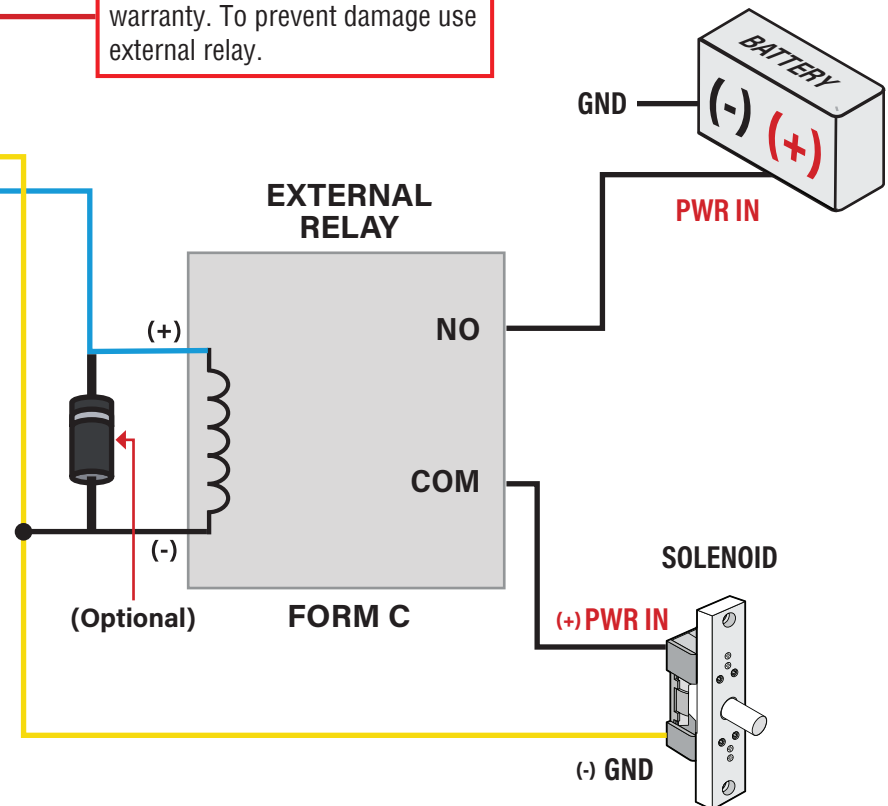 warranty. To prevent damage use
external relay.
BATTERY
GND
(-) (+)
PWR IN
EXTERNAL
RELAY
(+)
NO
COM
(-)
(Optional)
FORM C
SOLENOID
(+) PWR IN
(-) GND